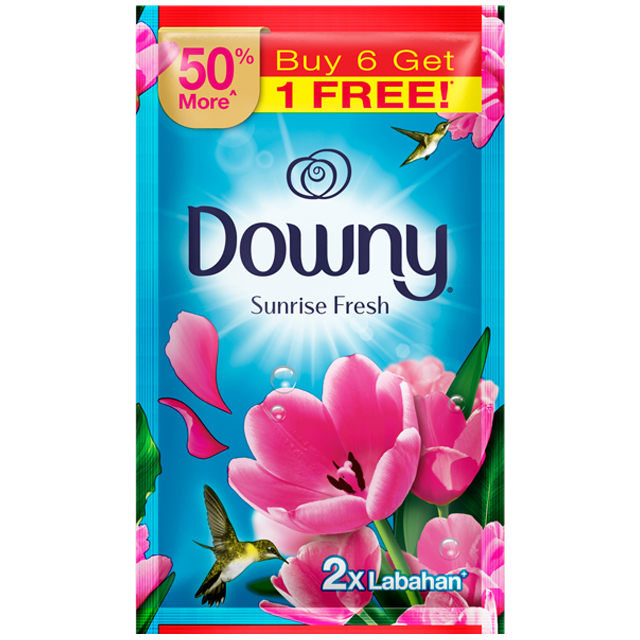 50%
More^
Buy 6 Get
1 FREE!*
Downy®
Sunrise Fresh
2x Labahan+